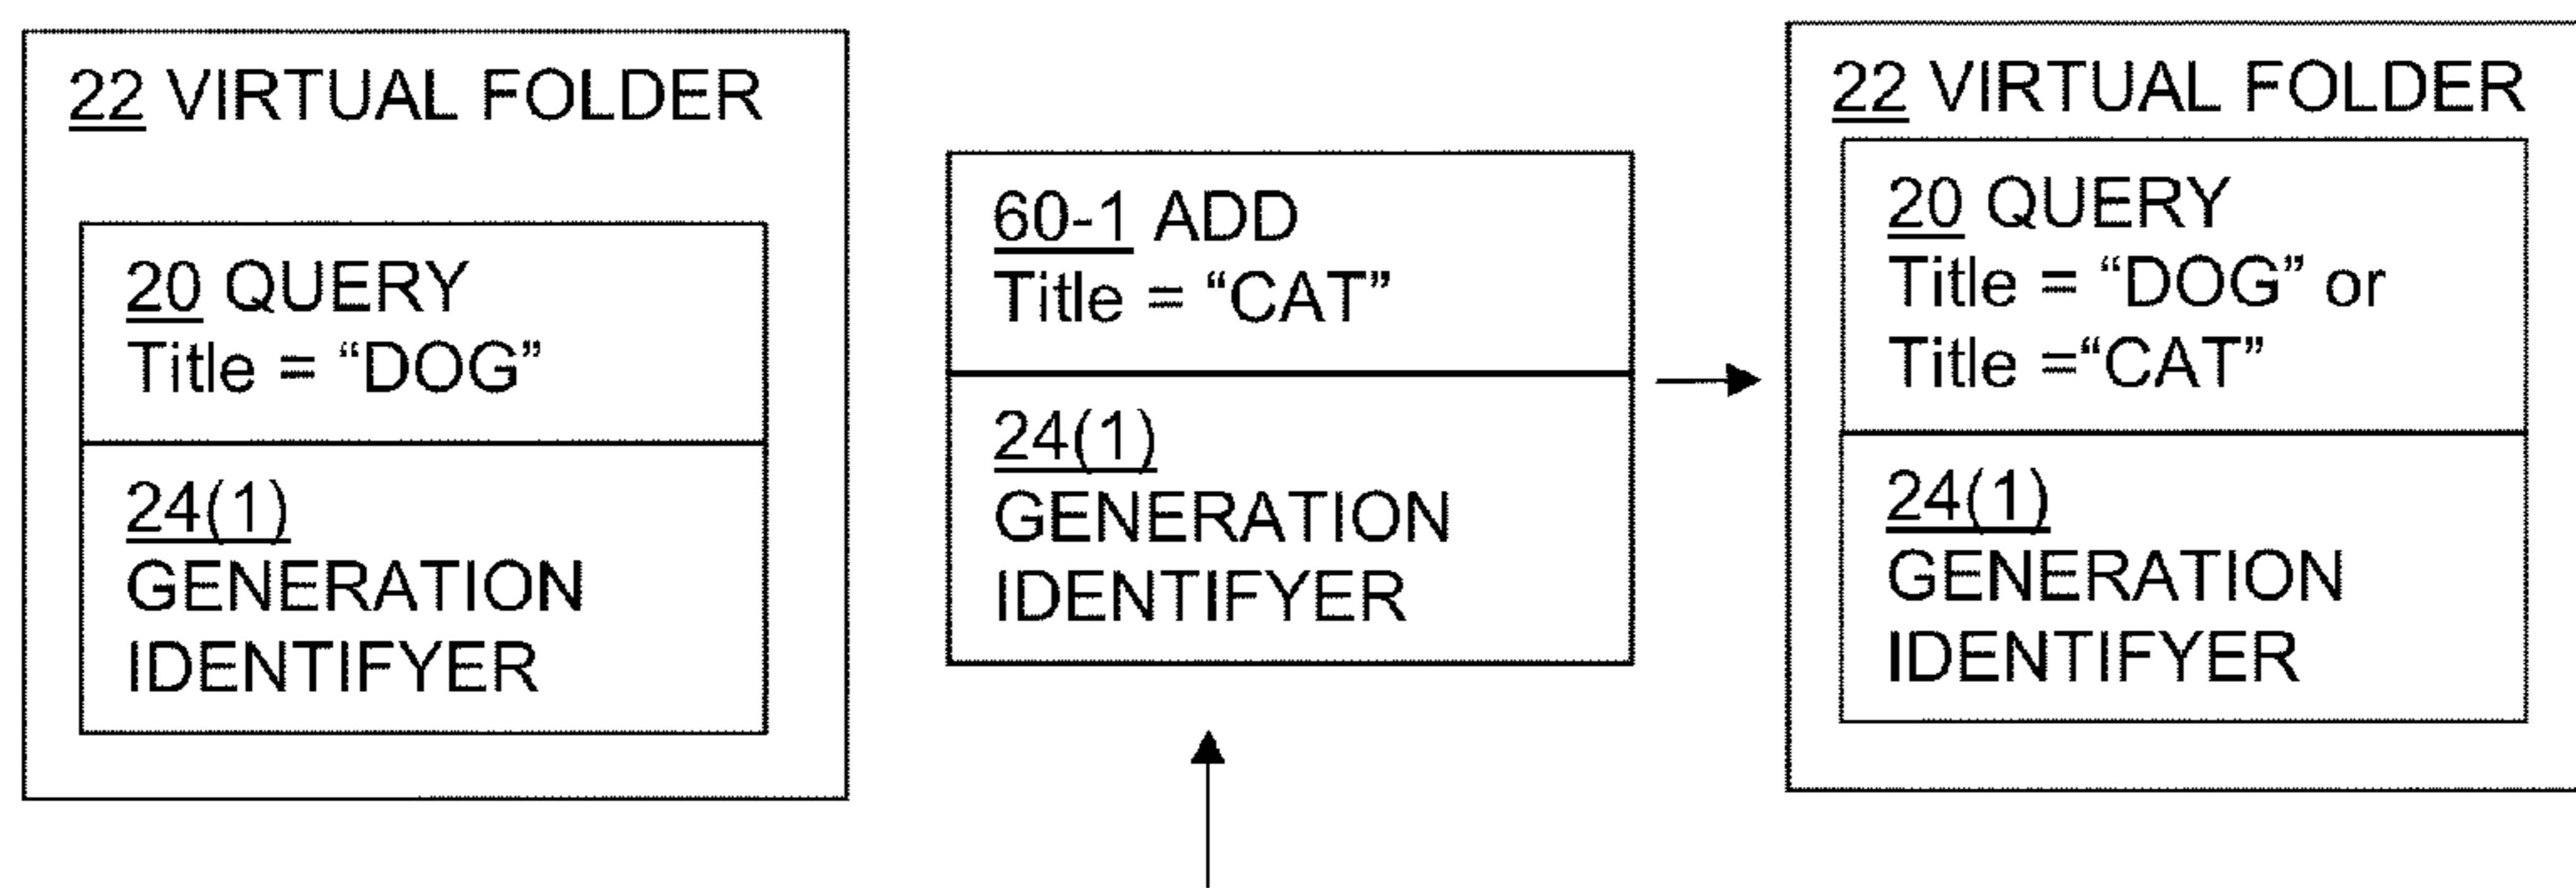 22 VIRTUAL FOLDER
20 QUERY
Title = “DOG”
24(1)
GENERATION
IDENTIFYER
60-1 ADD
Title = “CAT”
24(1)
GENERATION
IDENTIFYER
22 VIRTUAL FOLDER
20 QUERY
Title = “DOG” or
Title =“CAT”
24(1)
GENERATION
IDENTIFYER